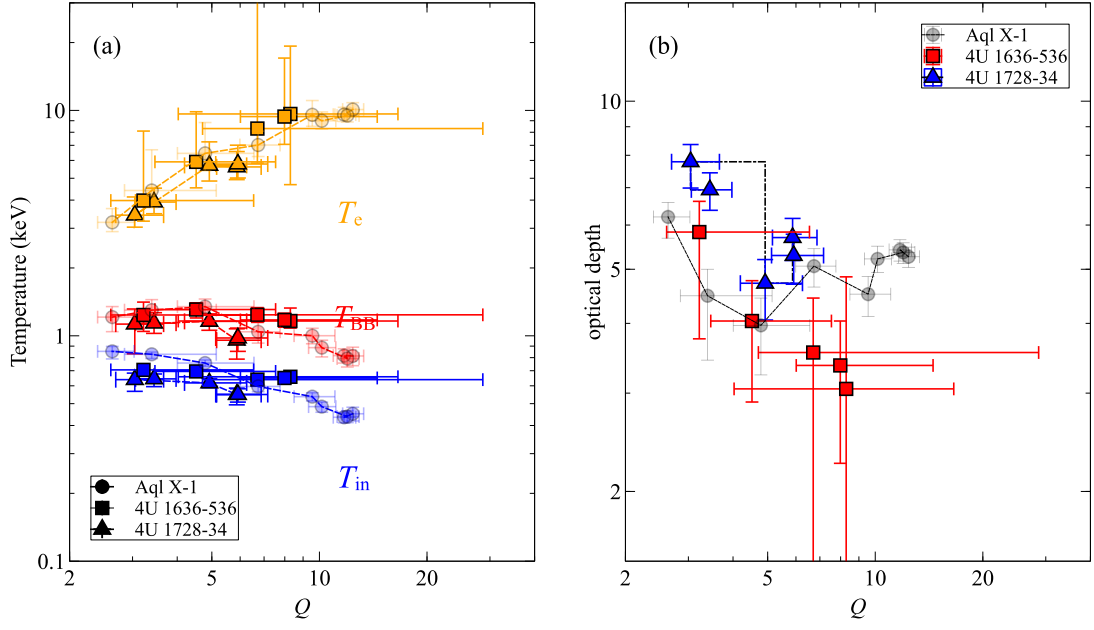 (a)
10
1
0.1
Temperature (keV)
2
5
10
20
Q
Te
TBB
Tin
Aql X-1
4U 1636-536
4U 1728-34
(b)
10
5
2
optical depth
2
5
10
20
Q
Aql X-1
4U 1636-536
4U 1728-34